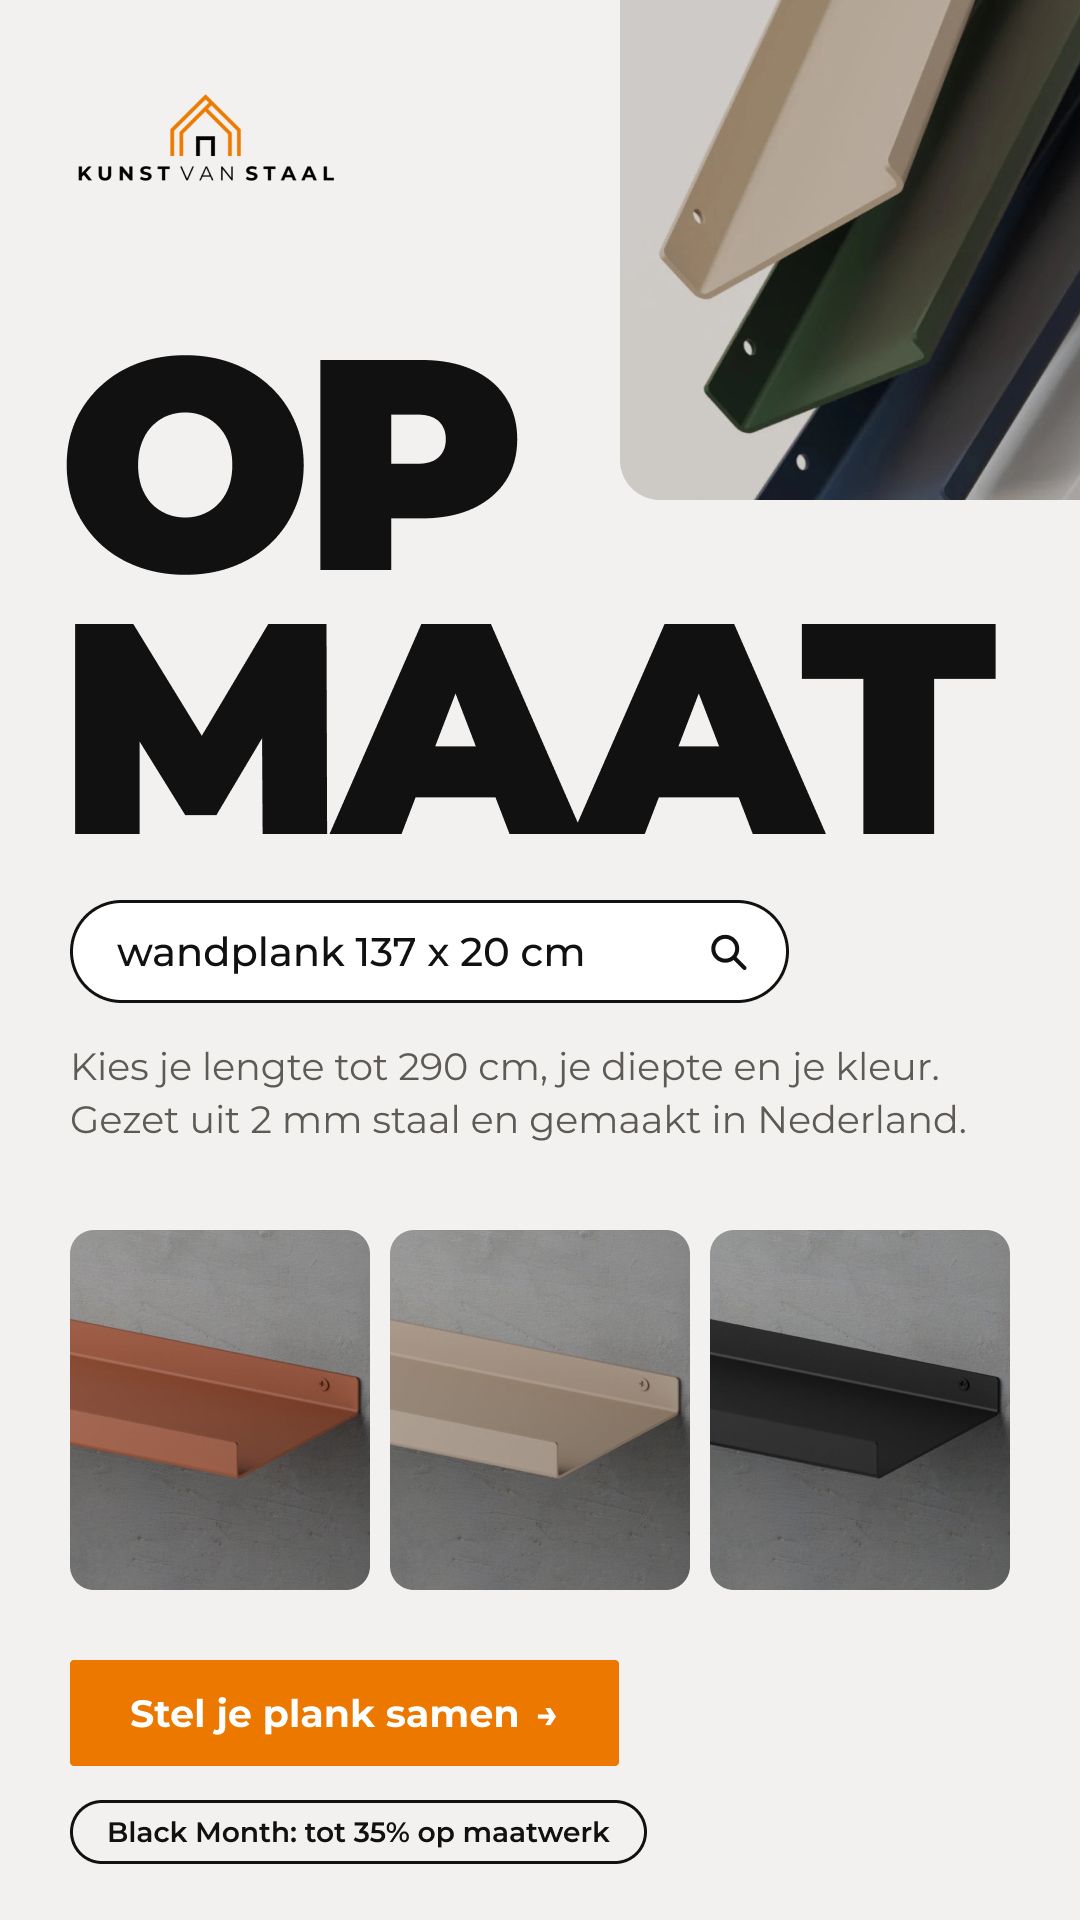 KUNST VAN STAAL
OP
MAAT
wandplank 137 x 20 cm
Kies je lengte tot 290 cm, je diepte en je kleur.
Gezet uit 2 mm staal en gemaakt in Nederland.
Stel je plank samen →
Black Month: tot 35% op maatwerk